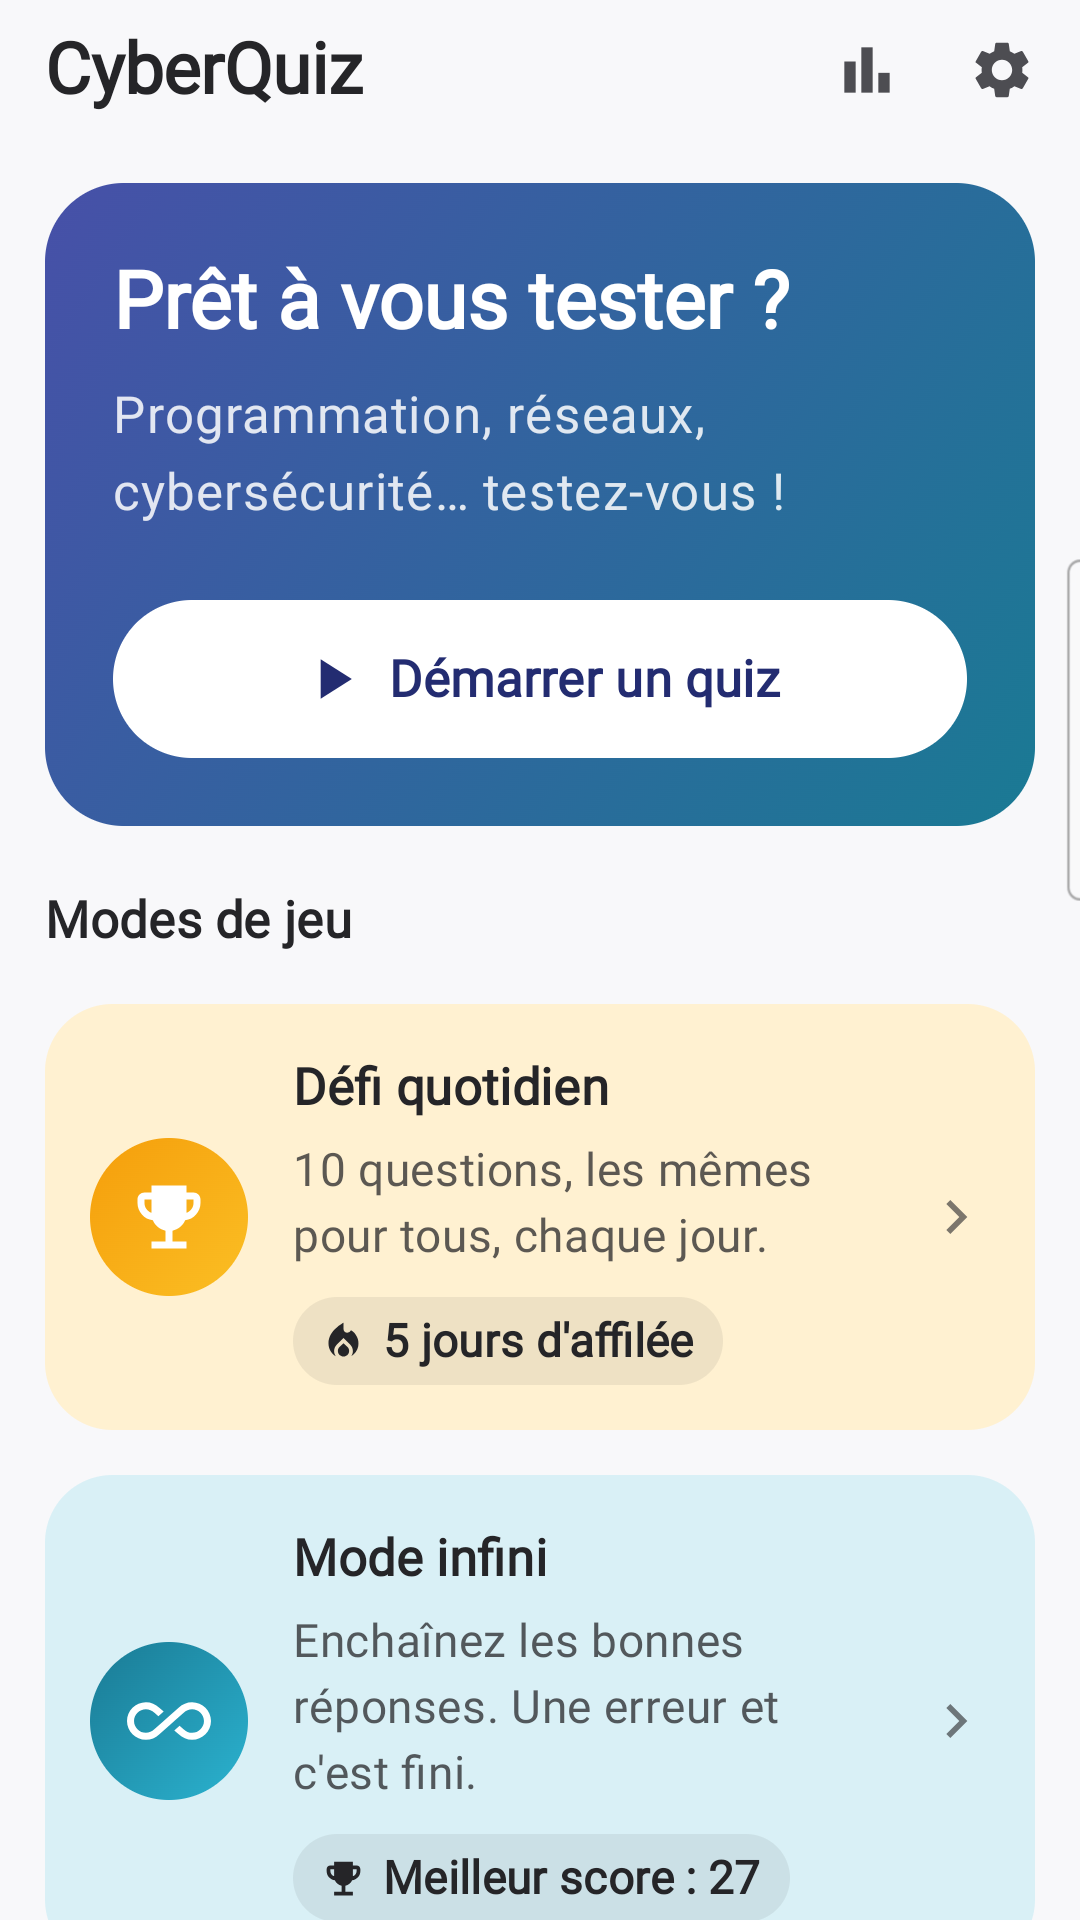 CyberQuiz
Prêt à vous tester ?
Programmation, réseaux,
cybersécurité… testez-vous !
Démarrer un quiz
Modes de jeu
Défi quotidien
10 questions, les mêmes
pour tous, chaque jour.
5 jours d'affilée
Mode infini
Enchaînez les bonnes
réponses. Une erreur et
c'est fini.
Meilleur score : 27